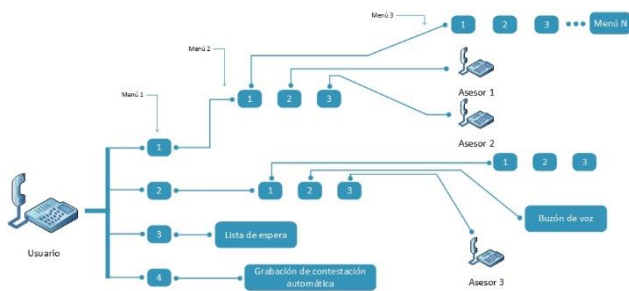 Menú 3
1 2 3 Menú N
Menú 2
Asesor 1
Menú 1
1 2 3
Asesor 2
1
1 2 3
2
1 2 3
Buzón de voz
3
Lista de espera
Usuario
Asesor 3
4
Grabación de contestación
automática